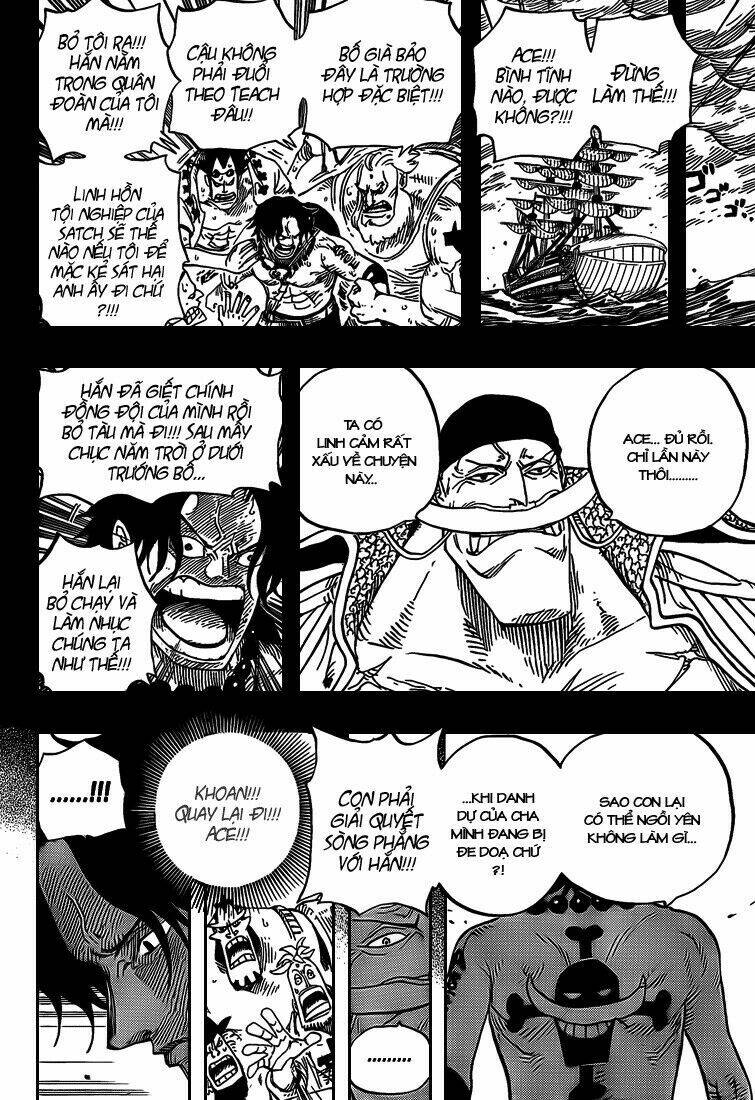 ĐỪNG
LÀM THẾ!!!
ACE!!!
BÌNH TĨNH
NÀO, ĐƯỢC
KHÔNG?!!!
ゴゴゴ
BỐ GIÀ BẢO
ĐÂY LÀ TRƯỜNG
HỢP ĐẶC BIỆT!!!
CẬU KHÔNG
PHẢI ĐUỔI
THEO TEACH
ĐÂU!!!
BỎ TÔI RA!!!
HẮN NẰM
TRONG QUÂN
ĐOÀN CỦA TÔI
MÀ!!!
LINH HỒN
TỘI NGHIỆP CỦA
SATCH SẼ THẾ
NÀO NẾU TÔI ĐỂ
MẶC KẺ SÁT HẠI
ANH ẤY ĐI CHỨ
?!!!
ACE... ĐỦ RỒI.
CHỈ LẦN NÀY
THÔI.........
TA CÓ
LINH CẢM RẤT
XẤU VỀ CHUYỆN
NÀY...
HẮN ĐÃ GIẾT CHÍNH
ĐỒNG ĐỘI CỦA MÌNH RỒI
BỎ TÀU MÀ ĐI!!! SAU MẤY
CHỤC NĂM TRỜI Ở DƯỚI
TRƯỚNG BỐ...
HẮN LẠI
BỎ CHẠY VÀ
LÀM NHỤC
CHÚNG TA
NHƯ THẾ!!!
SAO CON LẠI
CÓ THỂ NGỒI YÊN
KHÔNG LÀM GÌ...
...KHI DANH
DỰ CỦA CHA
MÌNH ĐANG BỊ
ĐE DOẠ CHỨ
?!
CON PHẢI
GIẢI QUYẾT
SÒNG PHẲNG
VỚI HẮN!!!
..........
KHOAN!!!
QUAY LẠI ĐI!!!
ACE!!!
.......!!!